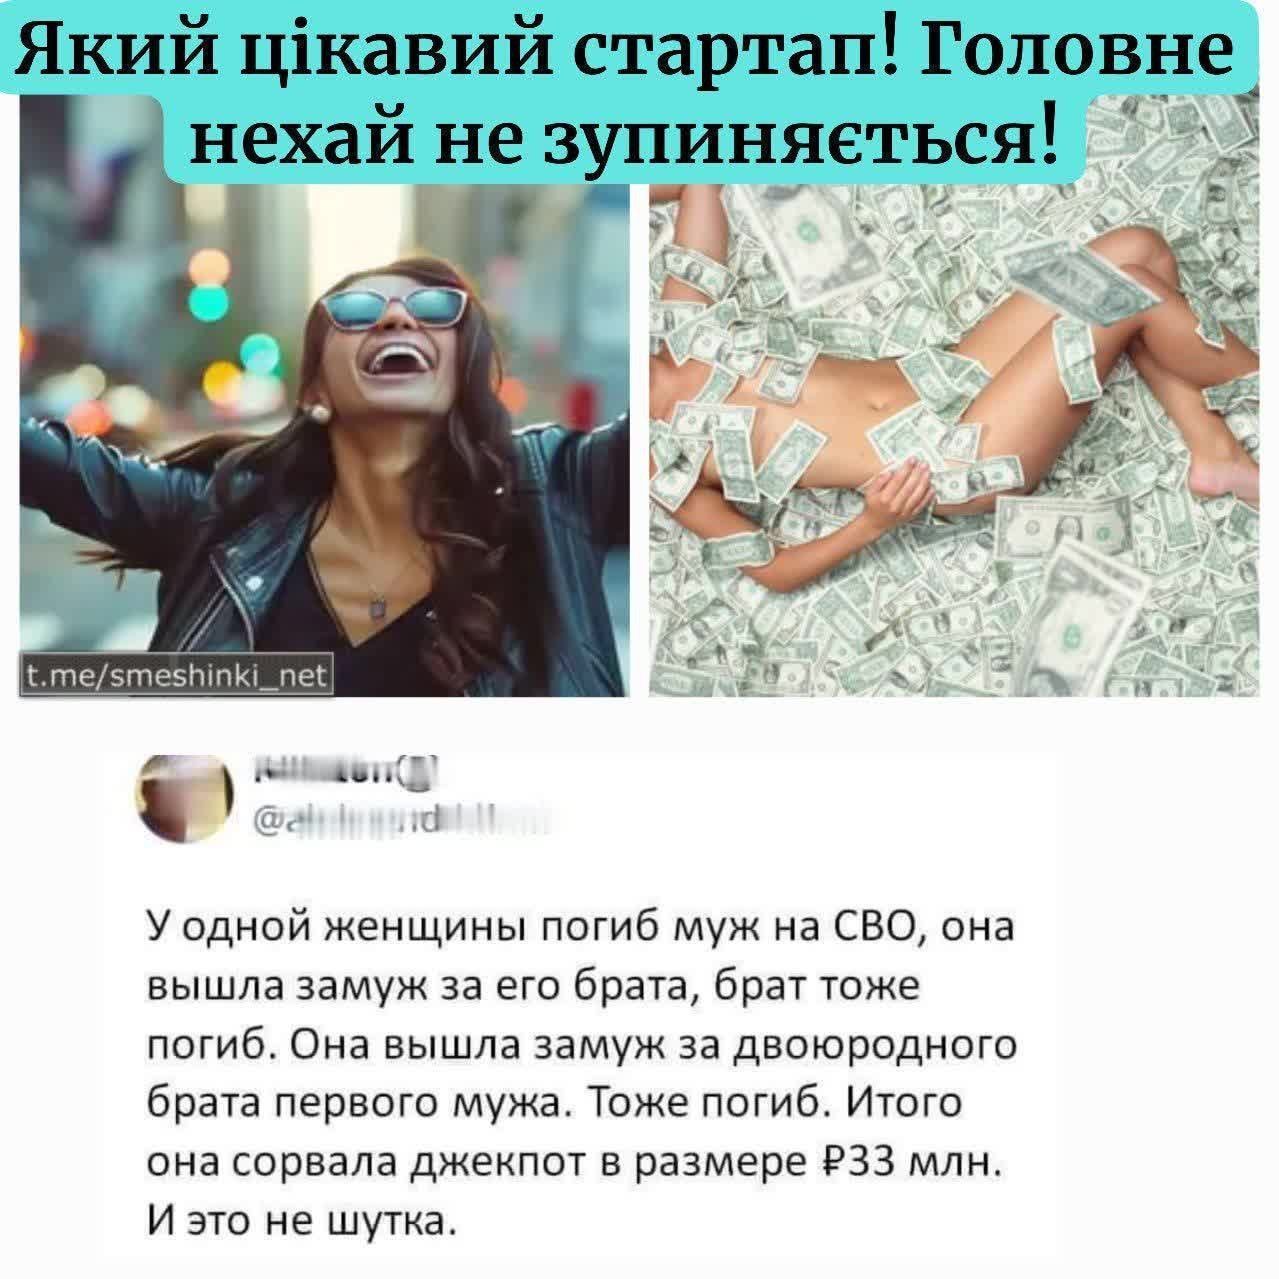 Який цікавий стартап! Головне
нехай не зупиняється!
t.me/smeshinki_net
У одной женщины погиб муж на СВО, она
вышла замуж за его брата, брат тоже
погиб. Она вышла замуж за двоюродного
брата первого мужа. Тоже погиб. Итого
она сорвала джекпот в размере ₽33 млн.
И это не шутка.